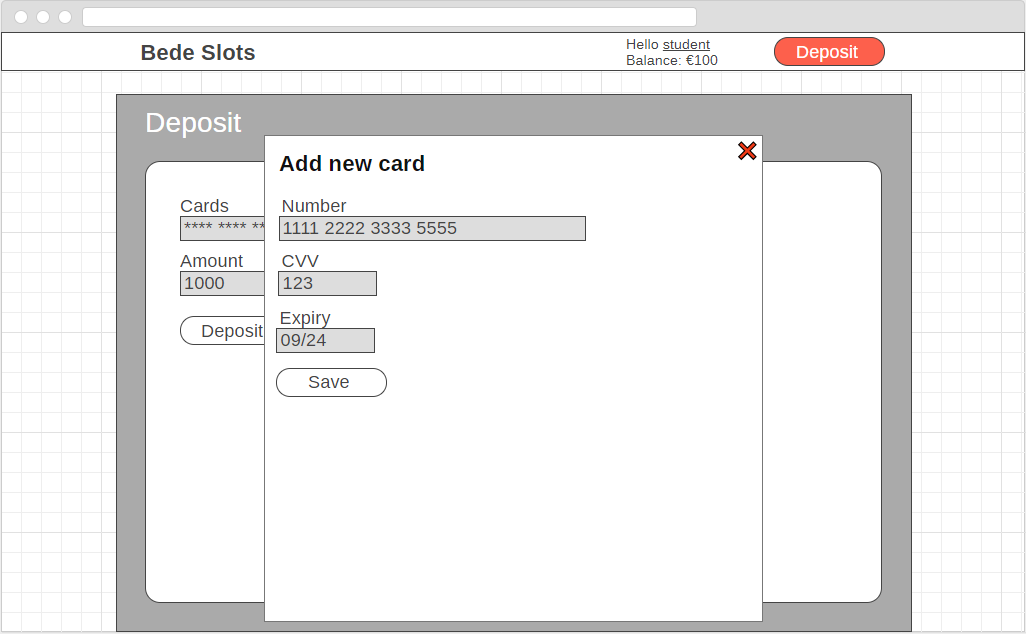 Bede Slots
Hello student
Balance: €100
Deposit
Deposit
Add new card
Cards
**** **** **
Number
1111 2222 3333 5555
Amount
1000
CVV
123
Deposit
Expiry
09/24
Save